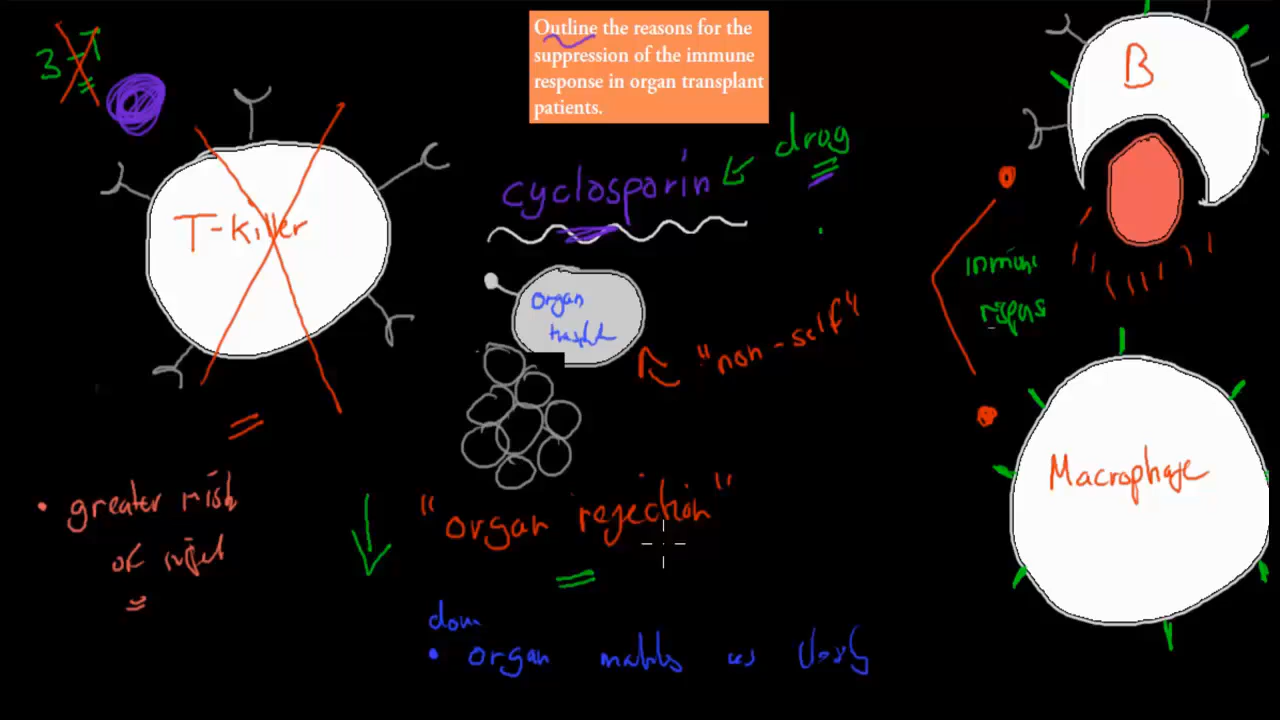 Outline the reasons for the
suppression of the immune
response in organ transplant
patients.
3 - 7
B
drug
cyclosporin
T-killer
organ
"non-self"
Macrophage
• greater risk
of
"organ rejection"
• organ